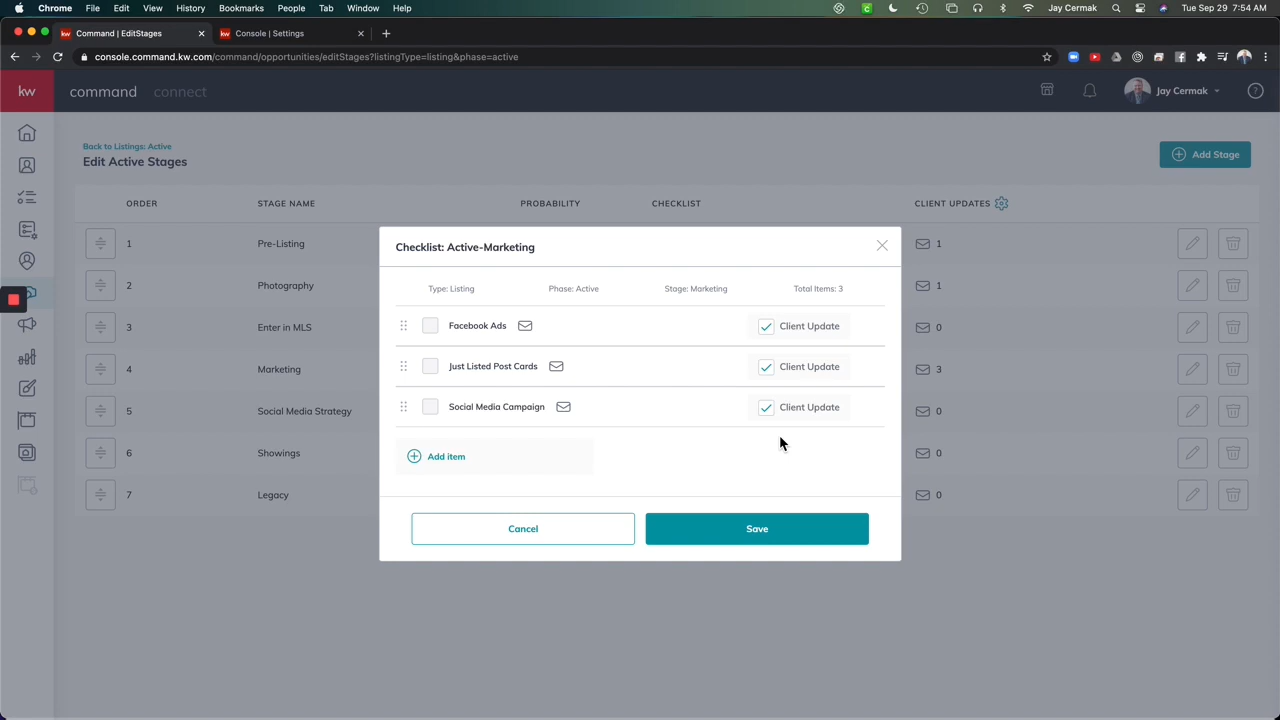 Chrome File Edit View History Bookmarks People Tab Window Help Jay Cermak Tue Sep 29 7:54 AM
kw Command | EditStages kw Console | Settings
console.command.kw.com/command/opportunities/editStages?listingType=listing&phase=active
kw command connect Jay Cermak
Back to Listings: Active
Edit Active Stages
Add Stage
ORDER STAGE NAME PROBABILITY CHECKLIST CLIENT UPDATES
1 Pre-Listing 1
2 Photography 1
3 Enter in MLS 0
4 Marketing 3
5 Social Media Strategy 0
6 Showings 0
7 Legacy 0
Checklist: Active-Marketing
Type: Listing Phase: Active Stage: Marketing Total Items: 3
Facebook Ads Client Update
Just Listed Post Cards Client Update
Social Media Campaign Client Update
Add item
Cancel Save